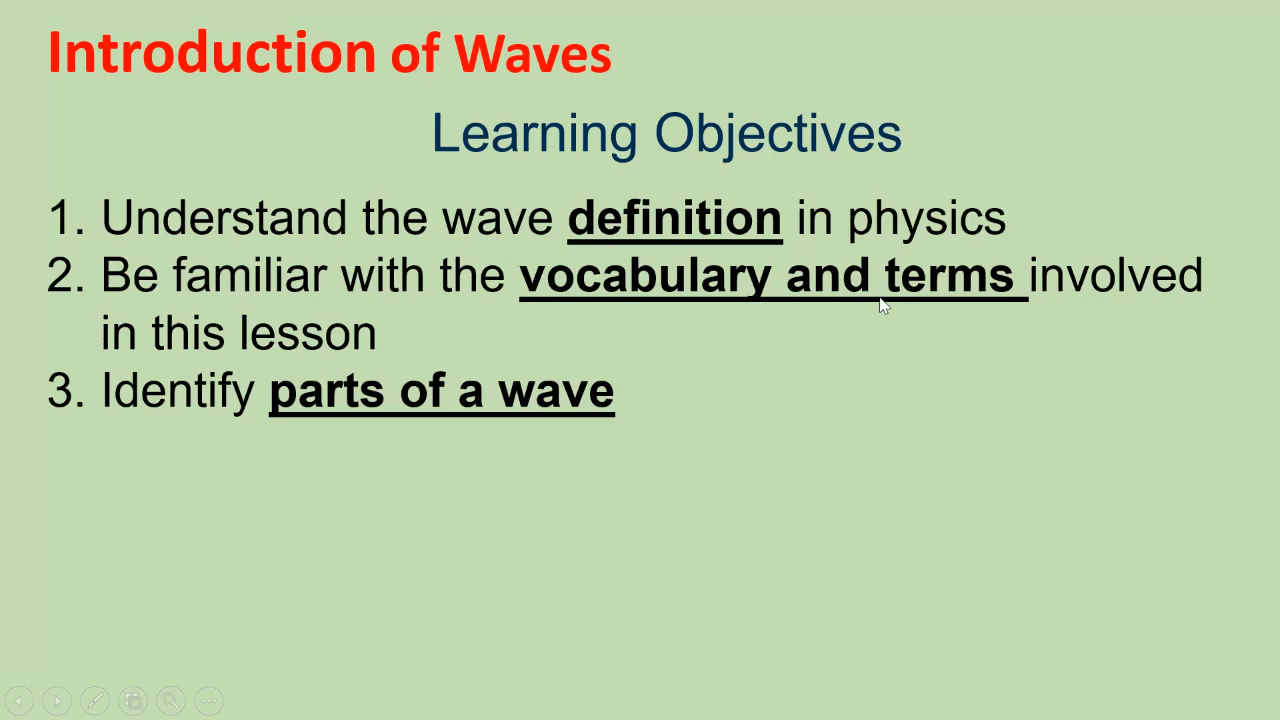 Introduction of Waves
Learning Objectives
1. Understand the wave definition in physics
2. Be familiar with the vocabulary and terms involved
in this lesson
3. Identify parts of a wave